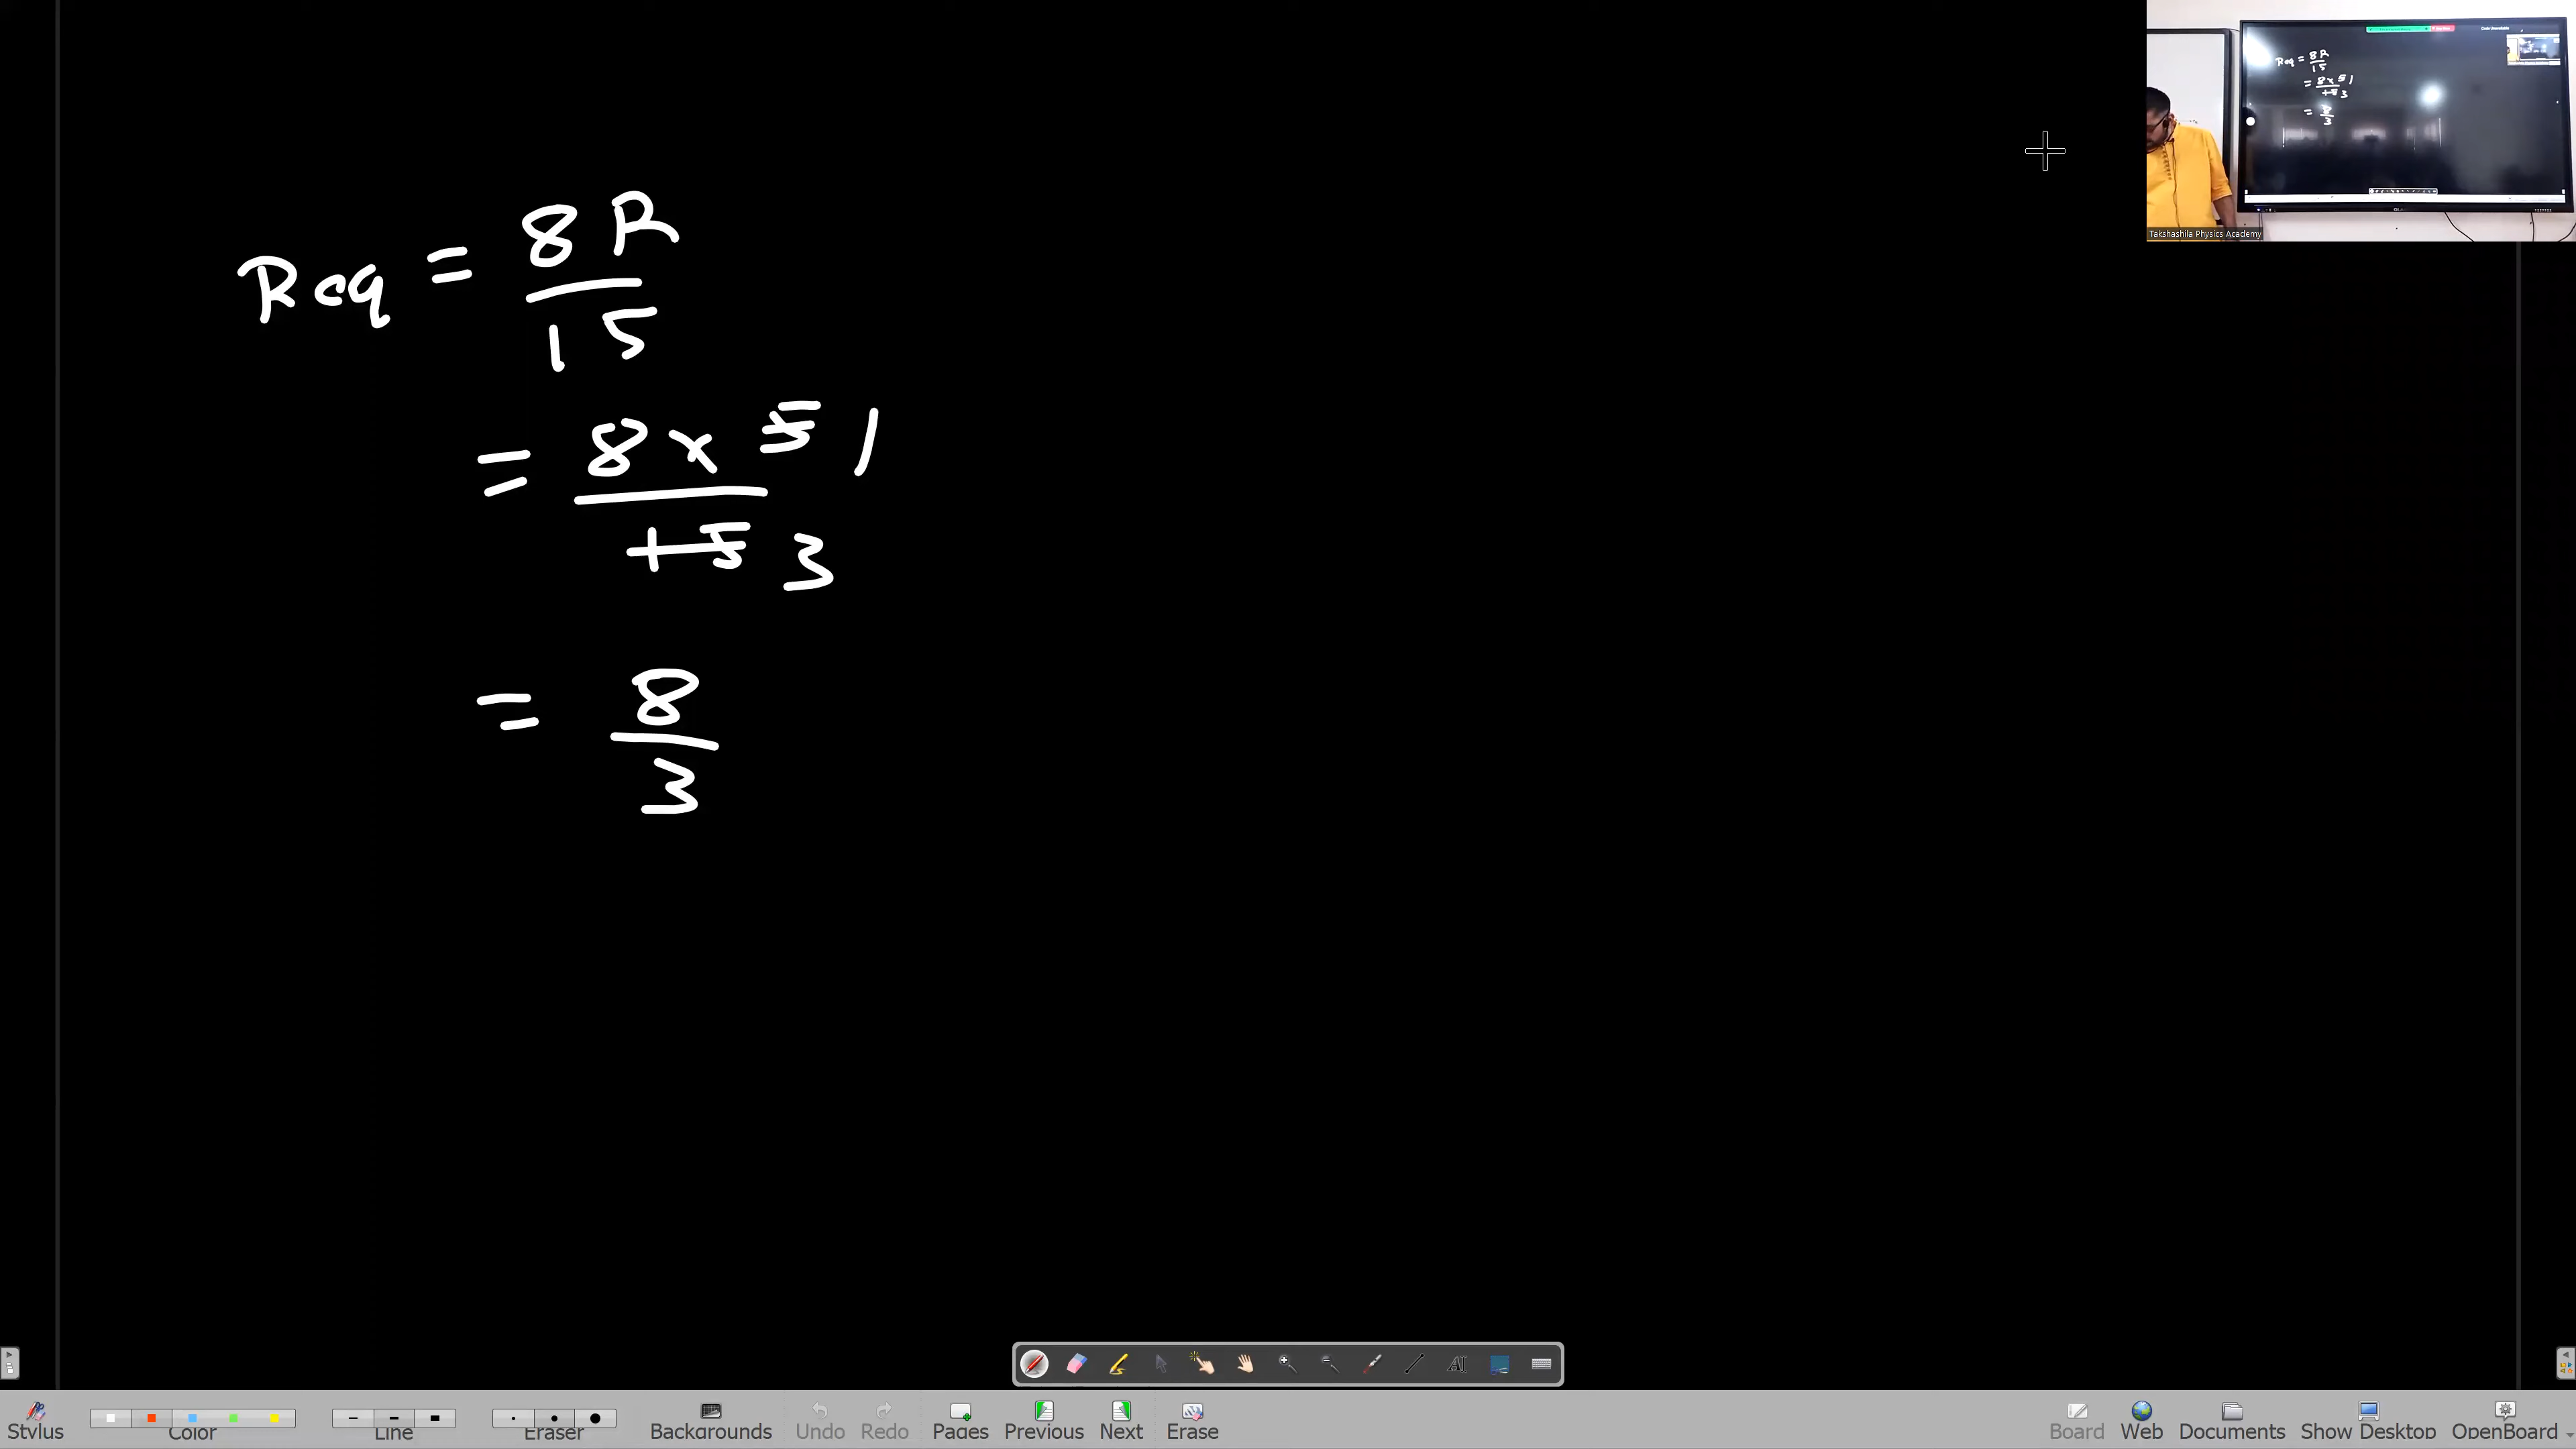 Req = 8R/15
= 8 x 5 1 / 15 3
= 8/3
Takshashila Physics Academy
Stylus Color Line Eraser Backgrounds Undo Redo Pages Previous Next Erase Board Web Documents Show Desktop OpenBoard